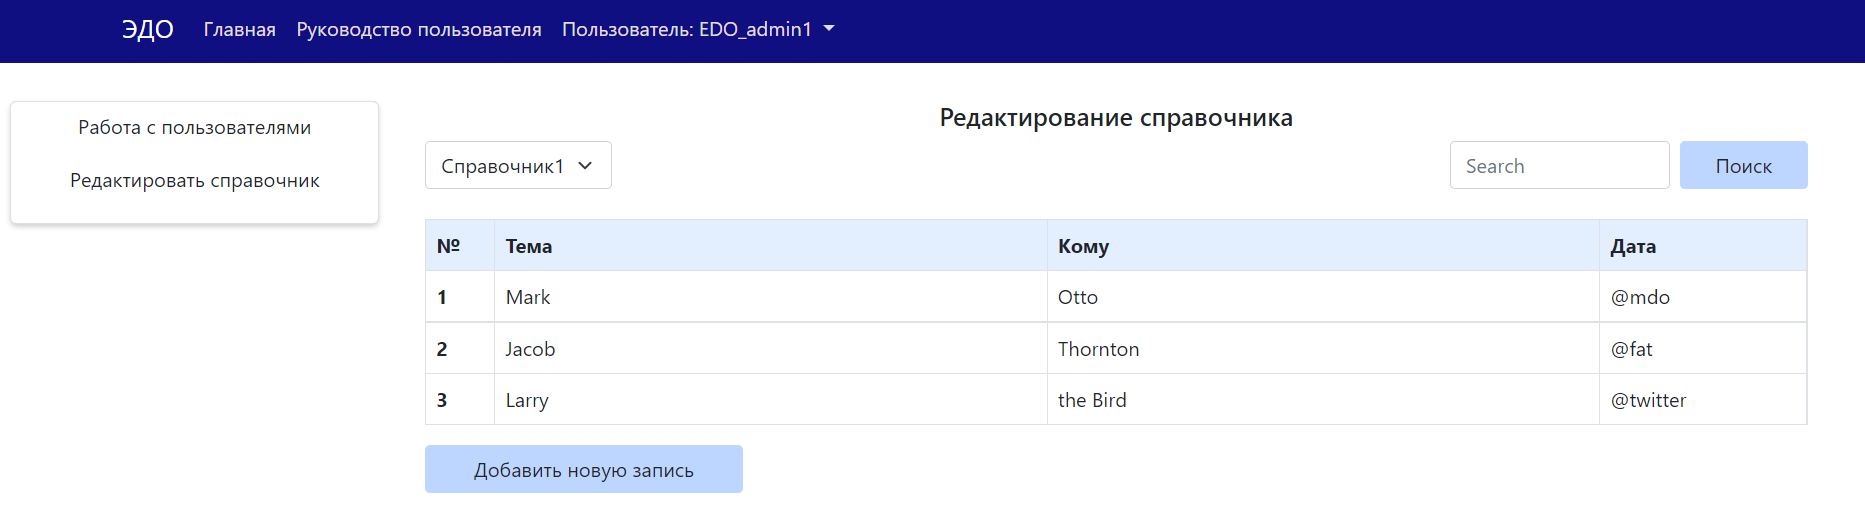 ЭДО Главная Руководство пользователя Пользователь: EDO_admin1
Работа с пользователями
Редактировать справочник
Редактирование справочника
Справочник1 Search Поиск
№ Тема Кому Дата
1 Mark Otto @mdo
2 Jacob Thornton @fat
3 Larry the Bird @twitter
Добавить новую запись